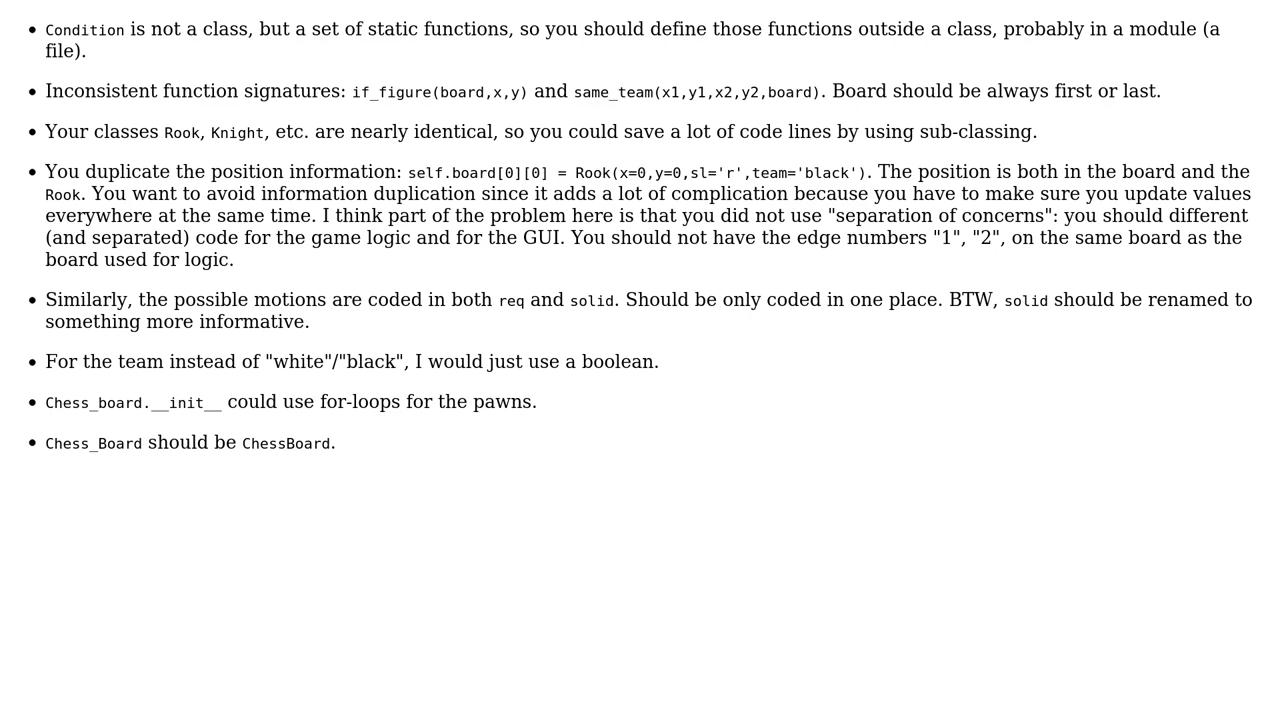 Condition is not a class, but a set of static functions, so you should define those functions outside a class, probably in a module (a
file).
Inconsistent function signatures: if_figure(board,x,y) and same_team(x1,y1,x2,y2,board). Board should be always first or last.
Your classes Rook, Knight, etc. are nearly identical, so you could save a lot of code lines by using sub-classing.
You duplicate the position information: self.board[0][0] = Rook(x=0,y=0,sl='r',team='black'). The position is both in the board and the
Rook. You want to avoid information duplication since it adds a lot of complication because you have to make sure you update values
everywhere at the same time. I think part of the problem here is that you did not use "separation of concerns": you should different
(and separated) code for the game logic and for the GUI. You should not have the edge numbers "1", "2", on the same board as the
board used for logic.
Similarly, the possible motions are coded in both req and solid. Should be only coded in one place. BTW, solid should be renamed to
something more informative.
For the team instead of "white"/"black", I would just use a boolean.
Chess_board.__init__ could use for-loops for the pawns.
Chess_Board should be ChessBoard.